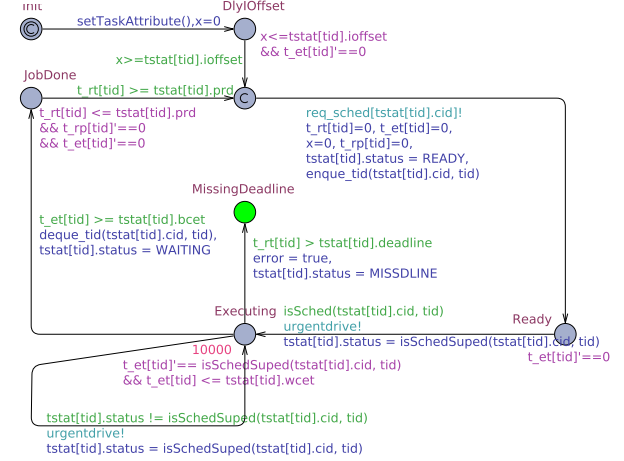 Init
DlyIOffset
setTaskAttribute(),x=0
x<=tstat[tid].ioffset
&& t_et[tid]'==0
x>=tstat[tid].ioffset
JobDone
t_rt[tid] >= tstat[tid].prd
C
C
t_rt[tid] <= tstat[tid].prd
&& t_rp[tid]'==0
&& t_et[tid]'==0
req_sched[tstat[tid].cid]!
t_rt[tid]=0, t_et[tid]=0,
x=0, t_rp[tid]=0,
tstat[tid].status = READY,
enque_tid(tstat[tid].cid, tid)
MissingDeadline
t_et[tid] >= tstat[tid].bcet
deque_tid(tstat[tid].cid, tid),
tstat[tid].status = WAITING
t_rt[tid] > tstat[tid].deadline
error = true,
tstat[tid].status = MISSDLINE
Executing
isSched(tstat[tid].cid, tid)
urgentdrive!
tstat[tid].status = isSchedSuped(tstat[tid].cid, tid)
Ready
t_et[tid]'==0
10000
t_et[tid]'== isSchedSuped(tstat[tid].cid, tid)
&& t_et[tid] <= tstat[tid].wcet
tstat[tid].status != isSchedSuped(tstat[tid].cid, tid)
urgentdrive!
tstat[tid].status = isSchedSuped(tstat[tid].cid, tid)